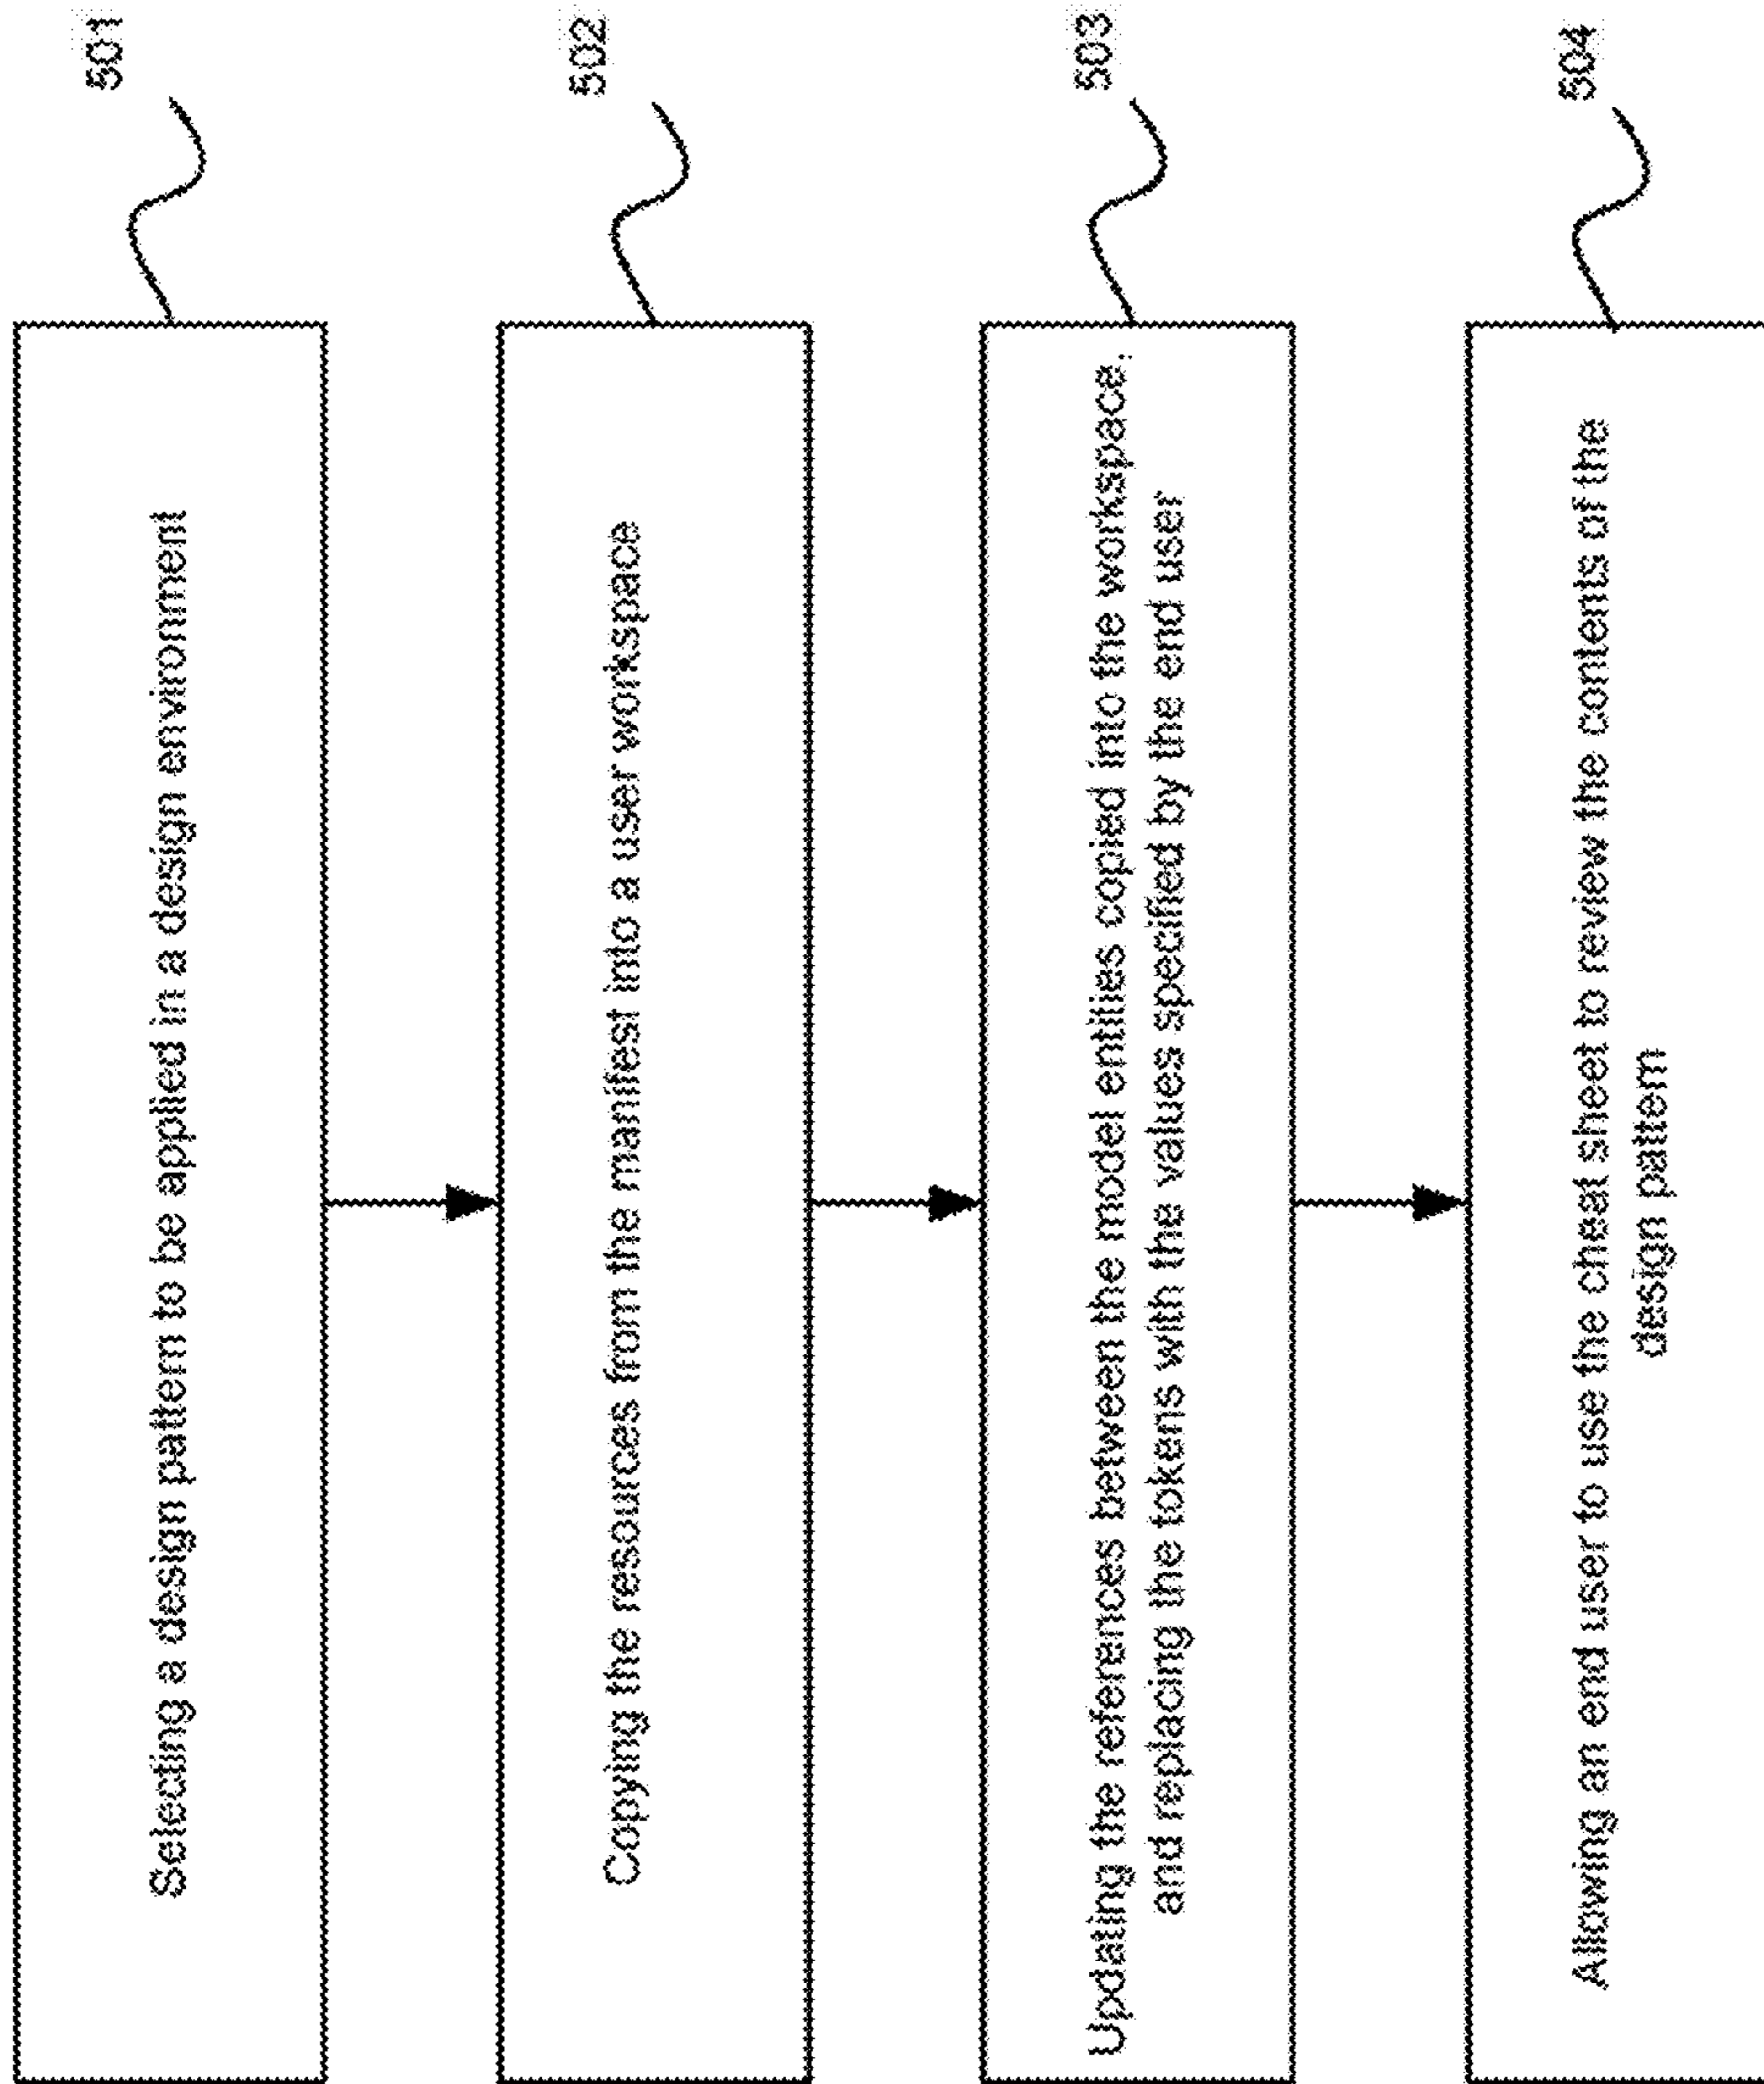 Selecting a design pattern to be applied in a design environment
501
Copying the resources from the manifest into a user workspace
502
Updating the references between the model entities copied into the workspace,
and replacing the tokens with the values specified by the end user
503
Allowing an end user to use the cheat sheet to review the contents of the
design pattern
504